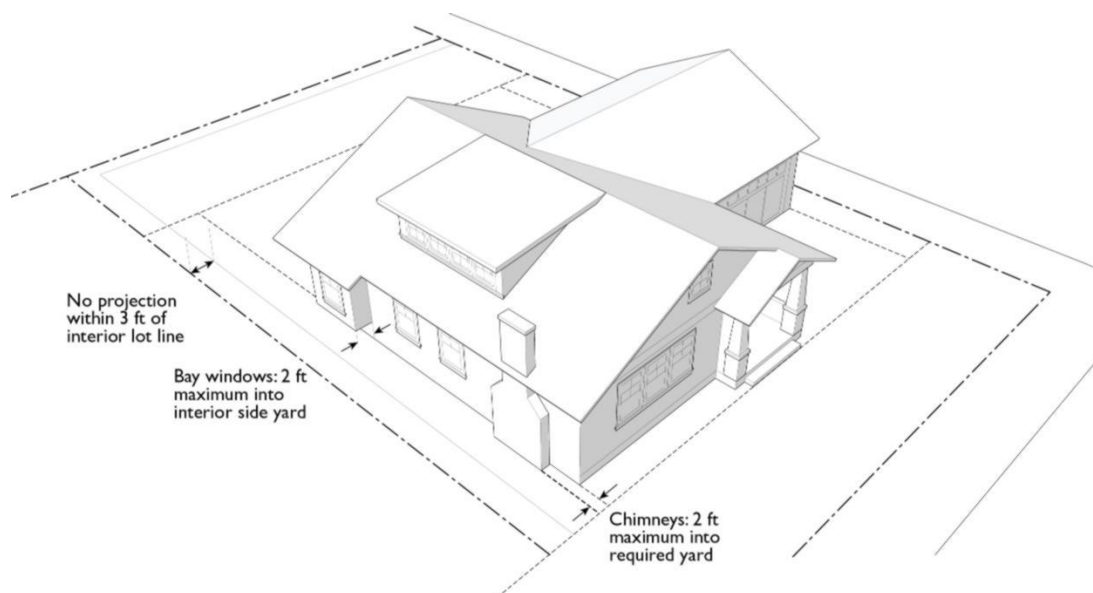 No projection
within 3 ft of
interior lot line
Bay windows: 2 ft
maximum into
interior side yard
Chimneys: 2 ft
maximum into
required yard